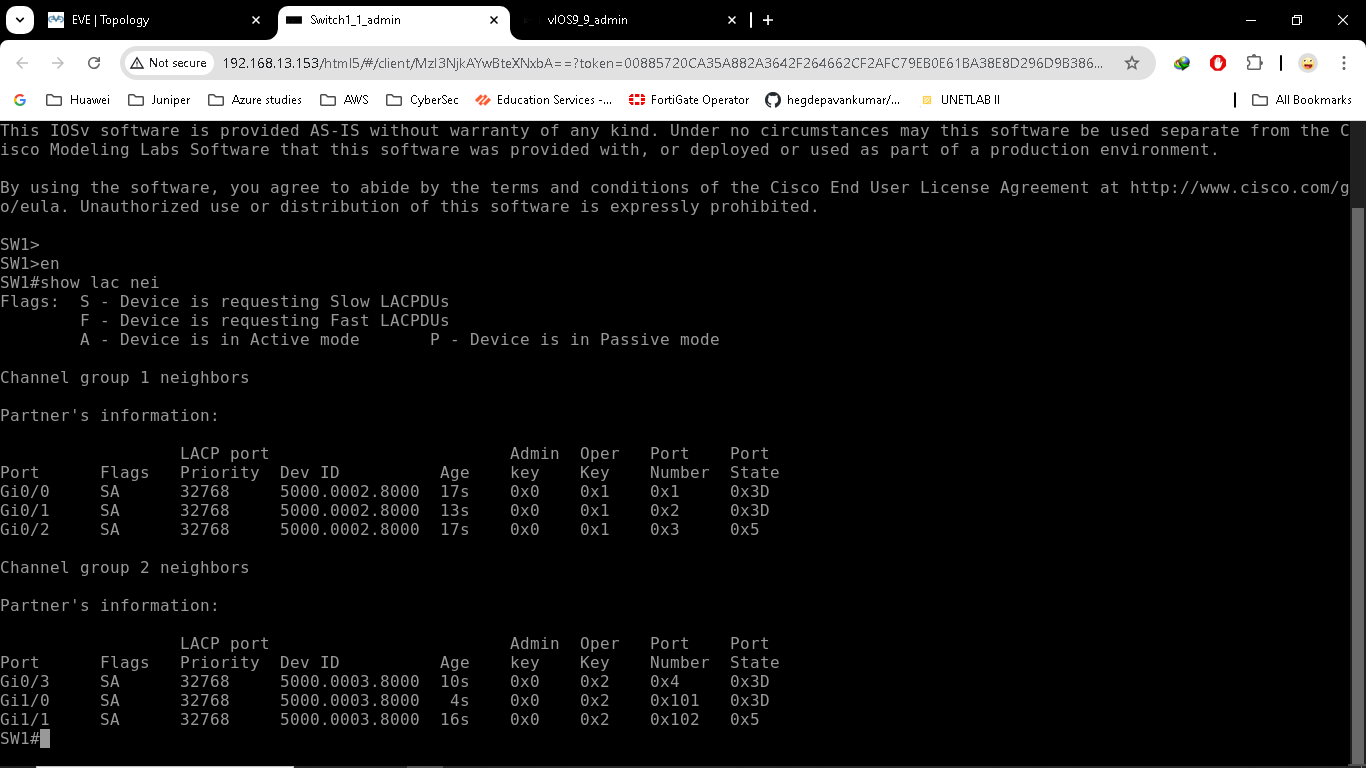 EVE | Topology
Switch1_1_admin
vIOS9_9_admin
Not secure
192.168.13.153/html5/#/client/MzI3NjkAYwBteXNxbA==?token=00885720CA35A882A3642F264662CF2AFC79EB0E61BA38E8D296D9B386...
Huawei
Juniper
Azure studies
AWS
CyberSec
Education Services -...
FortiGate Operator
hegdepavankumar/...
UNETLAB II
All Bookmarks
This IOSv software is provided AS-IS without warranty of any kind. Under no circumstances may this software be used separate from the C
isco Modeling Labs Software that this software was provided with, or deployed or used as part of a production environment.
By using the software, you agree to abide by the terms and conditions of the Cisco End User License Agreement at http://www.cisco.com/g
o/eula. Unauthorized use or distribution of this software is expressly prohibited.
SW1>
SW1>en
SW1#show lac nei
Flags:  S - Device is requesting Slow LACPDUs
        F - Device is requesting Fast LACPDUs
        A - Device is in Active mode       P - Device is in Passive mode
Channel group 1 neighbors
Partner's information:
                  LACP port                        Admin  Oper   Port    Port
Port      Flags   Priority  Dev ID          Age    key    Key    Number  State
Gi0/0     SA      32768     5000.0002.8000  17s    0x0    0x1    0x1     0x3D
Gi0/1     SA      32768     5000.0002.8000  13s    0x0    0x1    0x2     0x3D
Gi0/2     SA      32768     5000.0002.8000  17s    0x0    0x1    0x3     0x5
Channel group 2 neighbors
Partner's information:
                  LACP port                        Admin  Oper   Port    Port
Port      Flags   Priority  Dev ID          Age    key    Key    Number  State
Gi0/3     SA      32768     5000.0003.8000  10s    0x0    0x2    0x4     0x3D
Gi1/0     SA      32768     5000.0003.8000   4s    0x0    0x2    0x101   0x3D
Gi1/1     SA      32768     5000.0003.8000  16s    0x0    0x2    0x102   0x5
SW1#